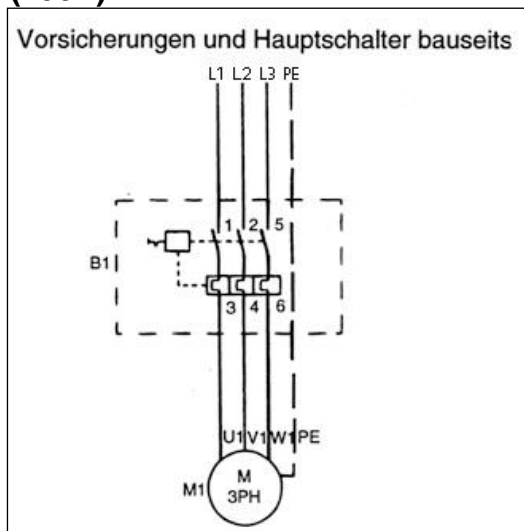 Vorsicherungen und Hauptschalter bauseits
L1 L2 L3 PE
1 2 5
B1
3 4 6
U1 V1 W1 PE
M1
M
3PH